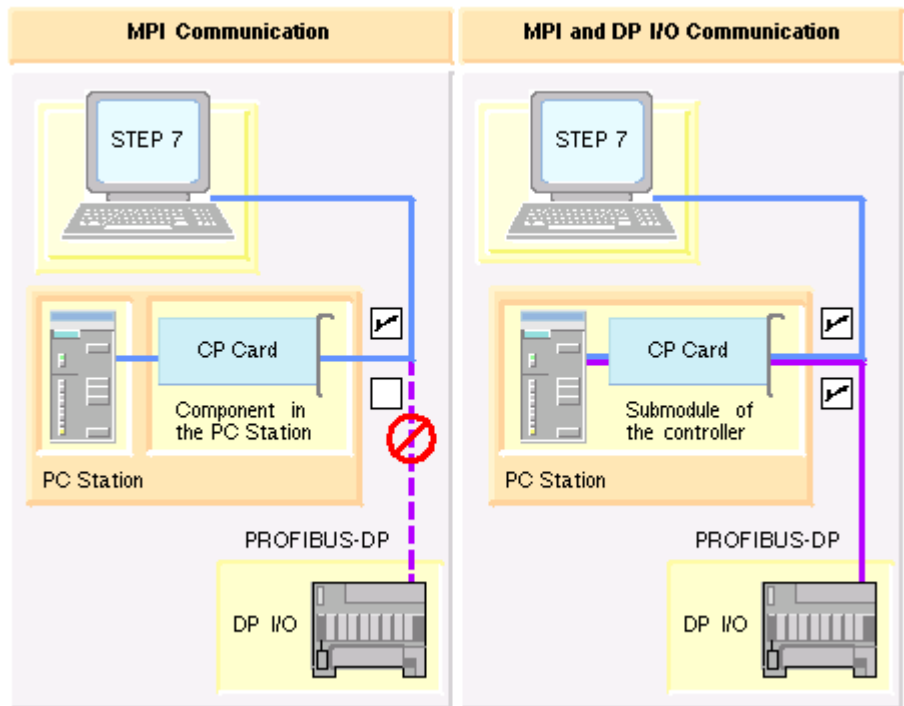 MPI Communication
STEP 7
CP Card
Component in
the PC Station
PC Station
PROFIBUS-DP
DP I/O
MPI and DP I/O Communication
STEP 7
CP Card
Submodule of
the controller
PC Station
PROFIBUS-DP
DP I/O